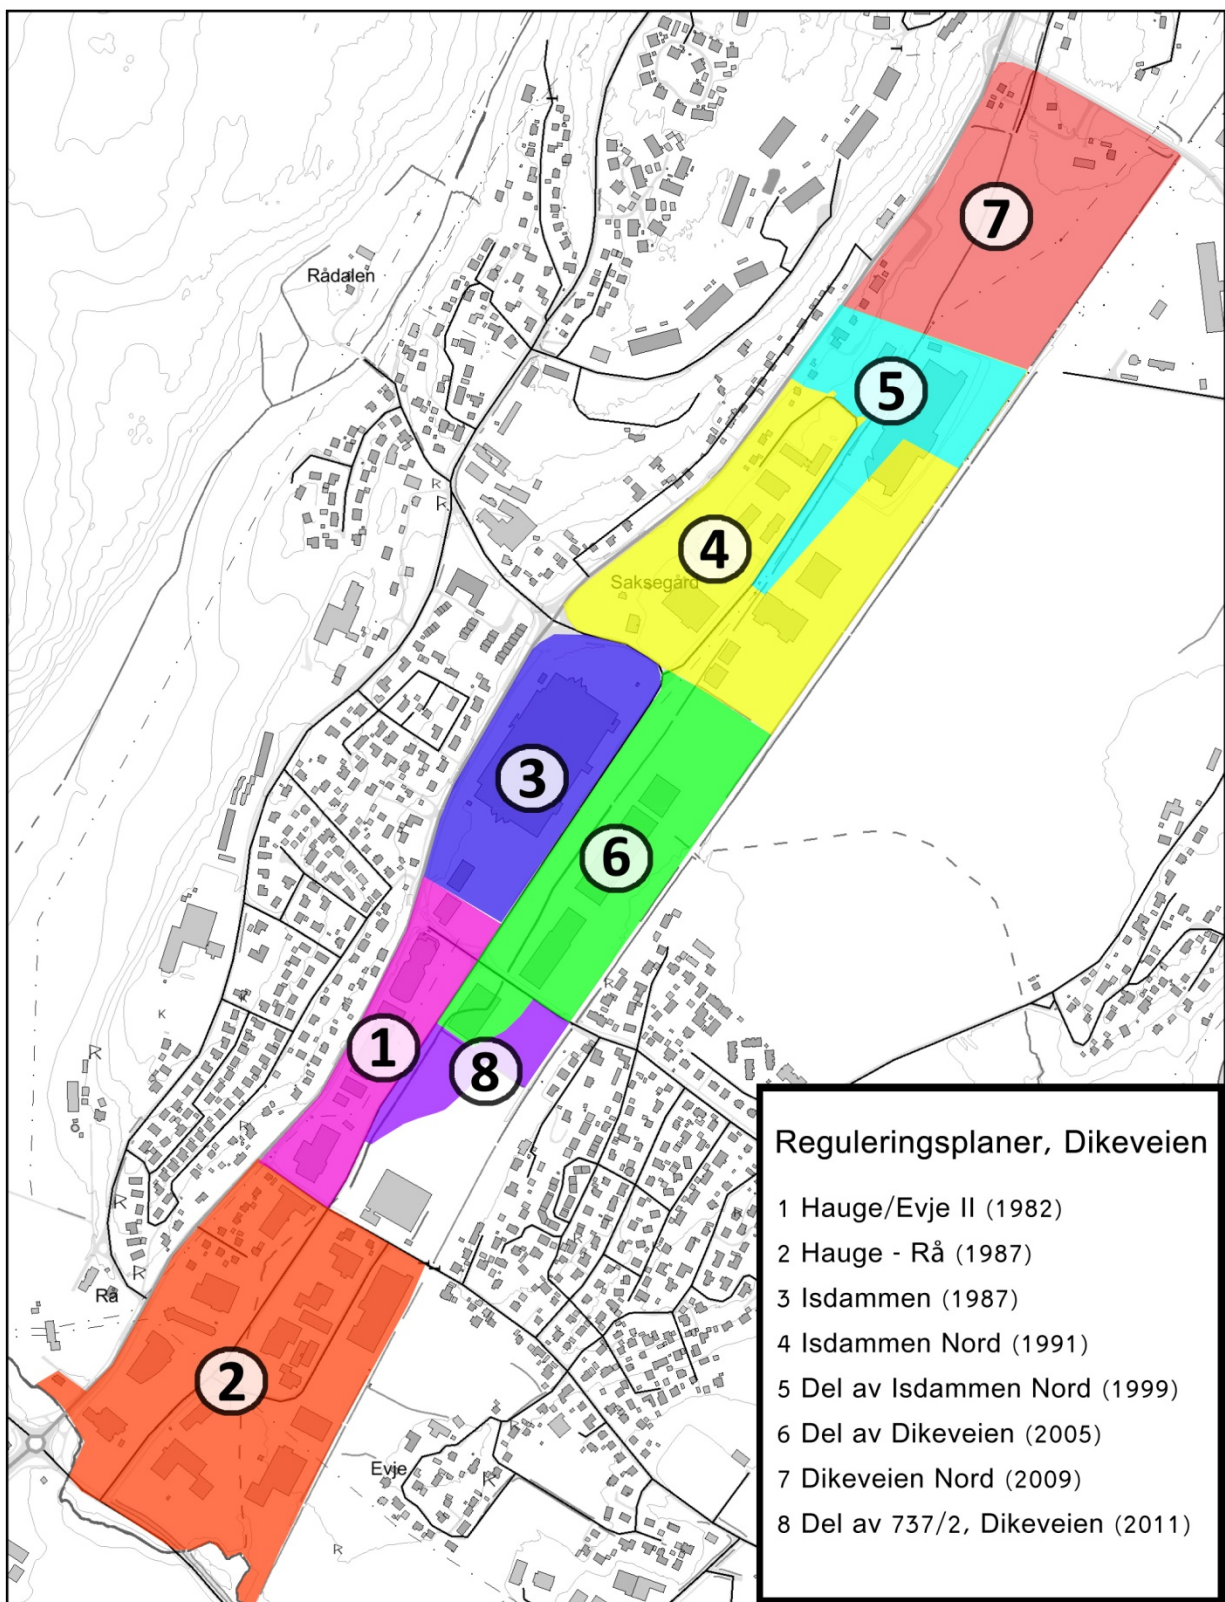 7
Rådalen
5
4
Saksegård
R
R
3
6
R
K
K
1
8
R
R
R
R
R
K
Reguleringsplaner, Dikeveien
1 Hauge/Evje II (1982)
2 Hauge - Rå (1987)
3 Isdammen (1987)
4 Isdammen Nord (1991)
5 Del av Isdammen Nord (1999)
6 Del av Dikeveien (2005)
7 Dikeveien Nord (2009)
8 Del av 737/2, Dikeveien (2011)
Rå
2
Evje
R
R
R